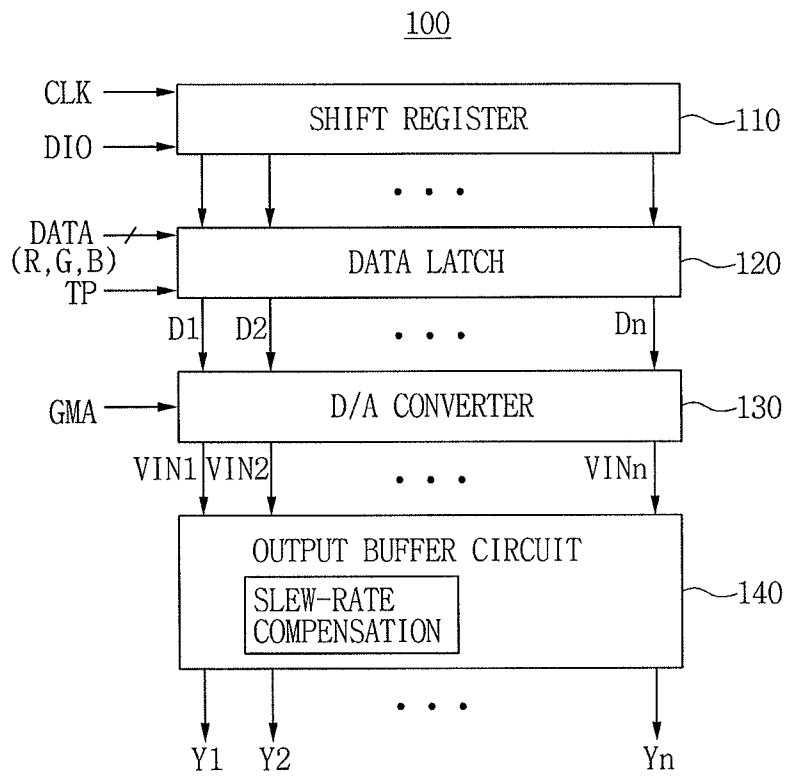 100
CLK
SHIFT REGISTER
110
DIO
DATA
(R,G,B)
DATA LATCH
120
TP
D1 D2 Dn
GMA
D/A CONVERTER
130
VIN1 VIN2 VINn
OUTPUT BUFFER CIRCUIT
SLEW-RATE
COMPENSATION
140
Y1 Y2 Yn